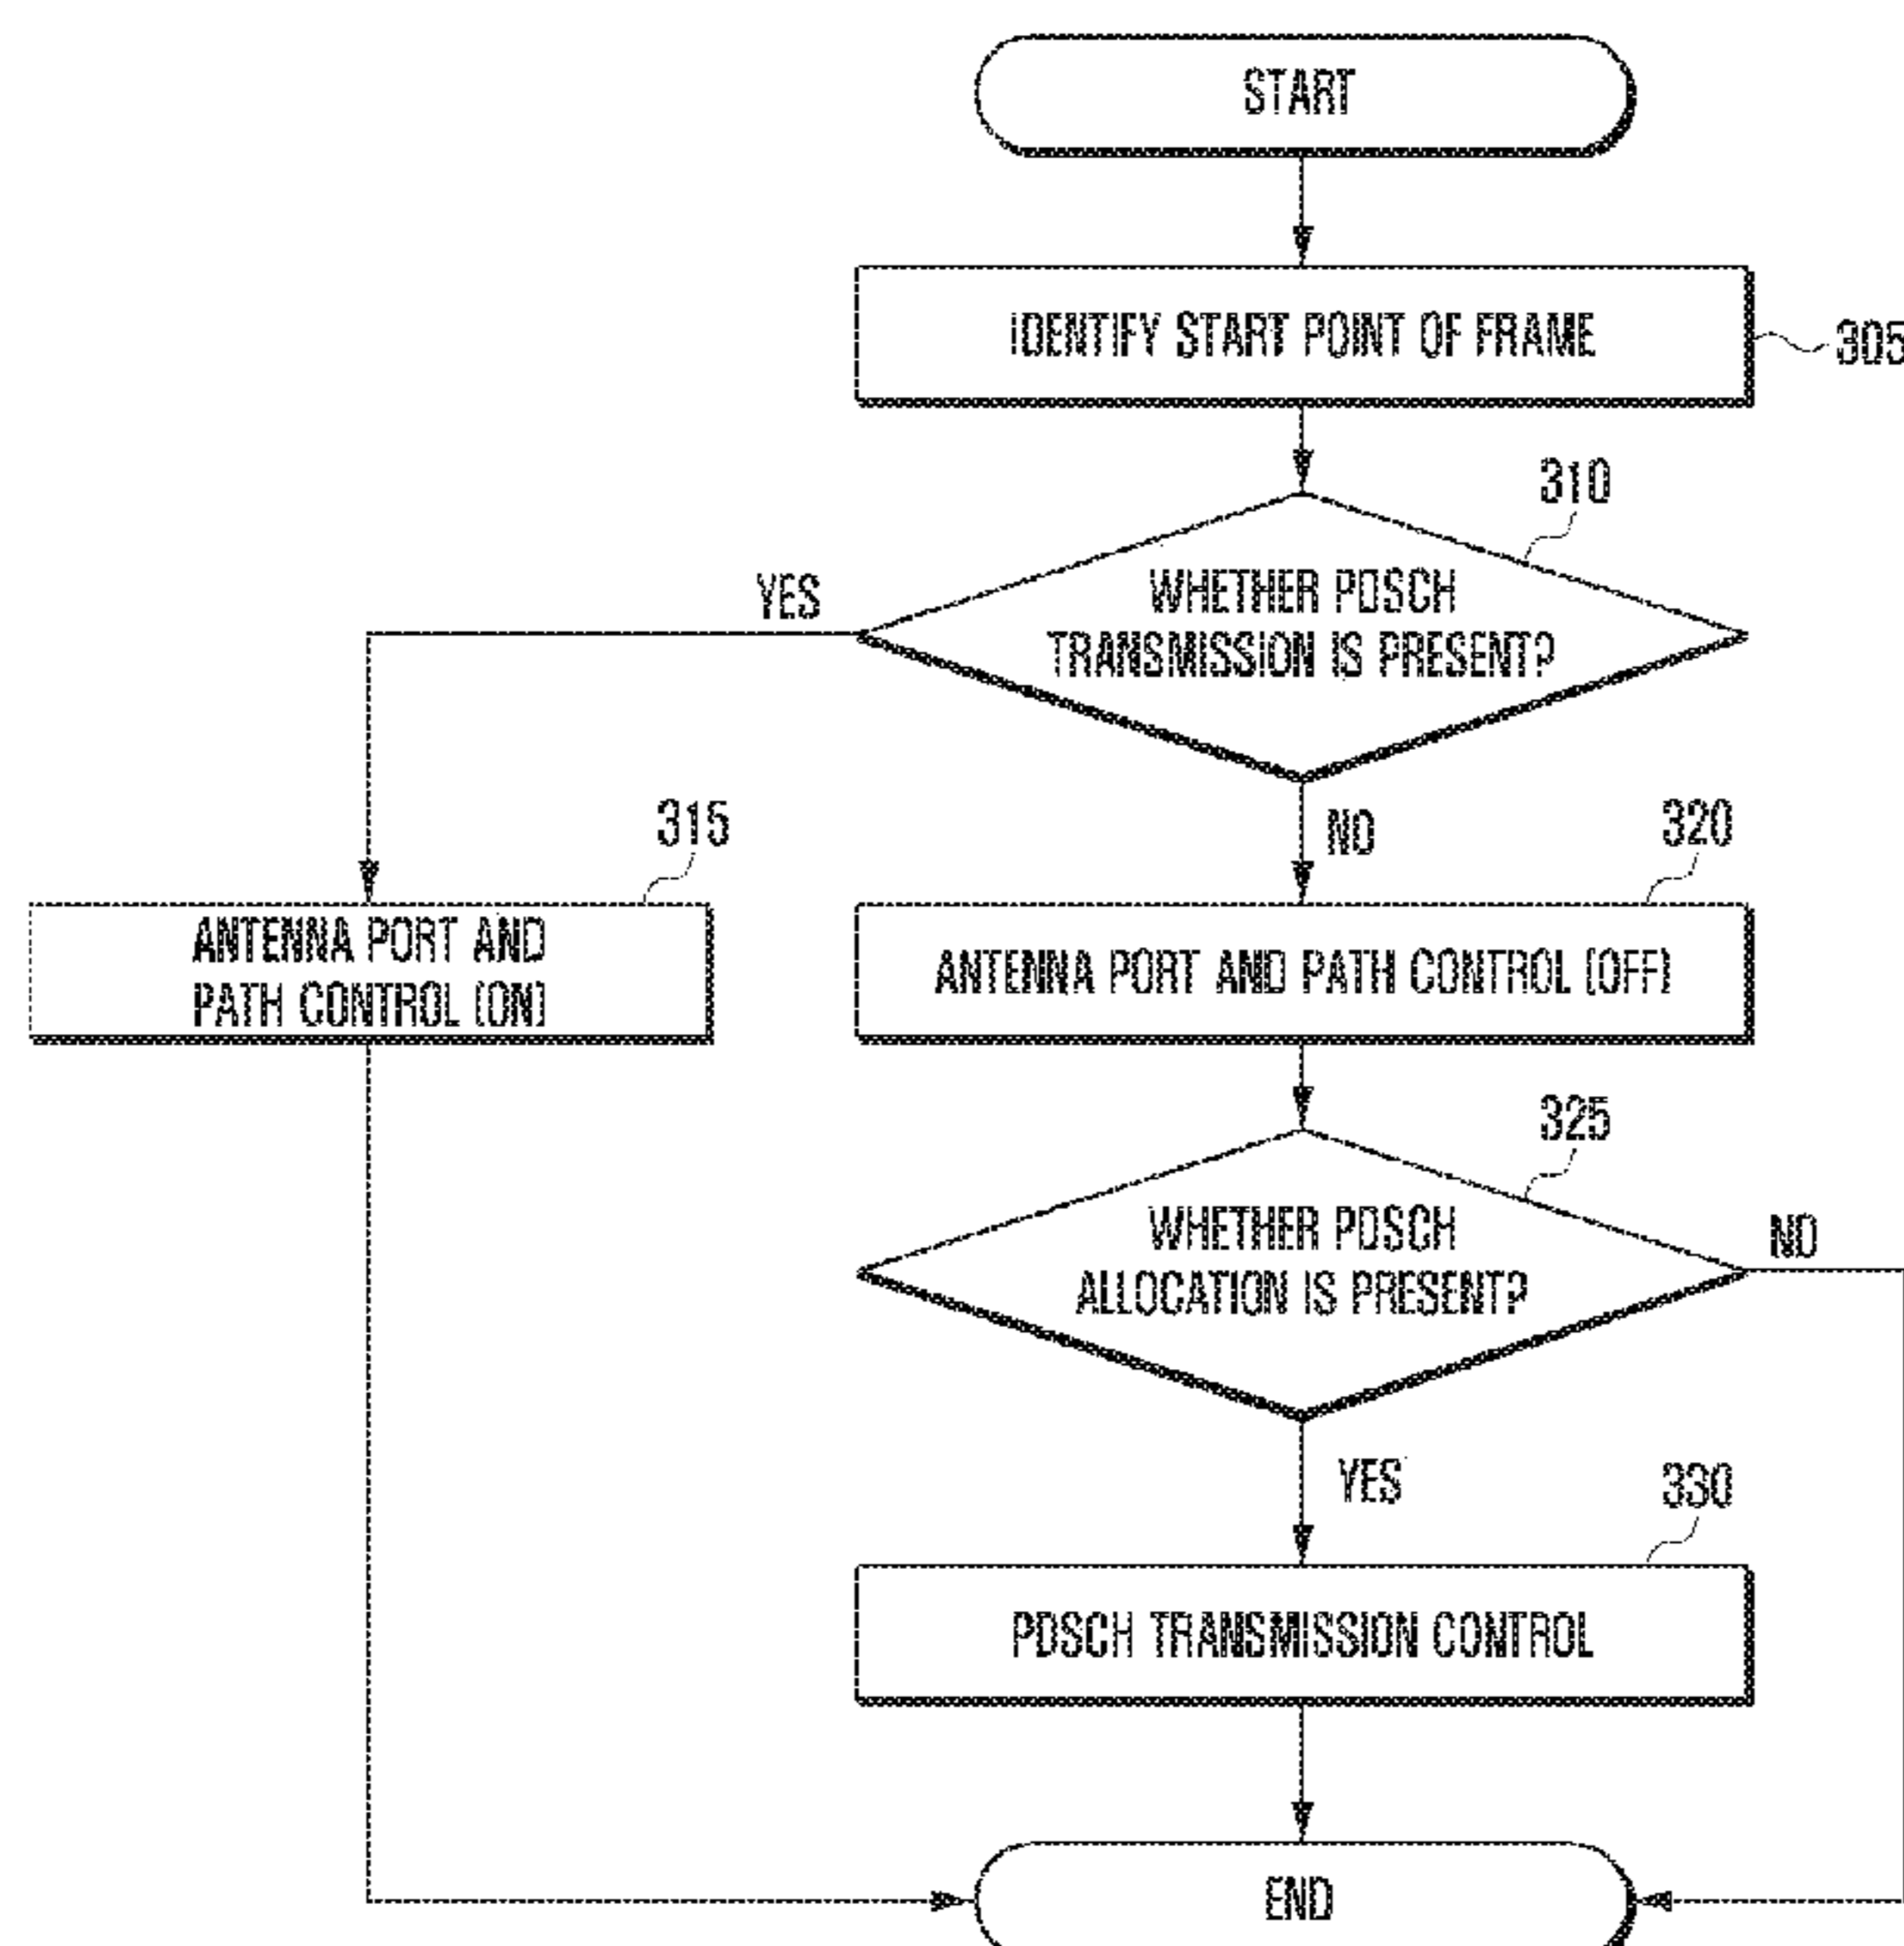 START
IDENTIFY START POINT OF FRAME
305
310
WHETHER PDSCH
TRANSMISSION IS PRESENT?
YES
NO
315
ANTENNA PORT AND
PATH CONTROL (ON)
320
ANTENNA PORT AND PATH CONTROL (OFF)
325
WHETHER PDSCH
ALLOCATION IS PRESENT?
NO
YES
330
PDSCH TRANSMISSION CONTROL
END